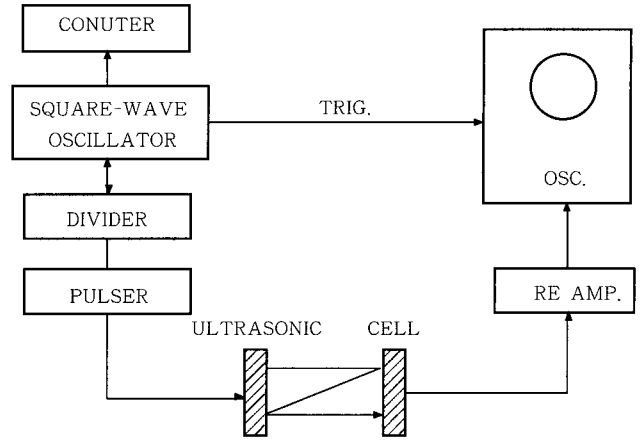 CONUTER
SQUARE-WAVE
OSCILLATOR
TRIG.
OSC.
DIVIDER
PULSER
RE AMP.
ULTRASONIC CELL